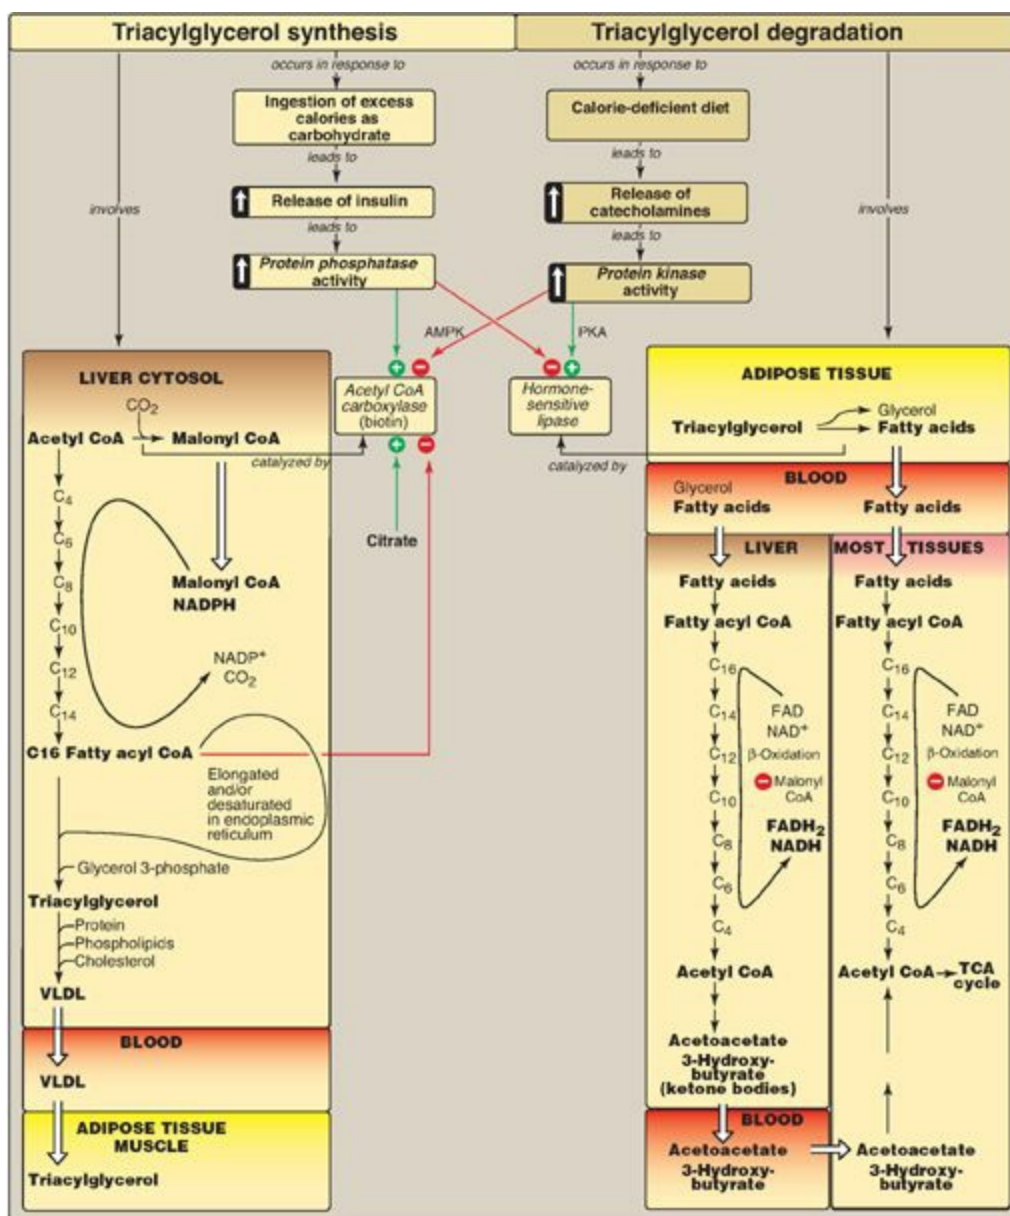 Triacylglycerol synthesis
Triacylglycerol degradation
occurs in response to
occurs in response to
Ingestion of excess
calories as
carbohydrate
Calorie-deficient diet
leads to
leads to
involves
Release of insulin
Release of
catecholamines
involves
leads to
leads to
Protein phosphatase
activity
Protein kinase
activity
AMPK
PKA
+
−
−
+
LIVER CYTOSOL
CO2
Acetyl CoA
Malonyl CoA
catalyzed by
Acetyl CoA
carboxylase
(biotin)
+
−
Citrate
Hormone-
sensitive
lipase
catalyzed by
ADIPOSE TISSUE
Triacylglycerol
Glycerol
Fatty acids
C4
C6
C8
C10
C12
C14
Malonyl CoA
NADPH
NADP+
CO2
C16 Fatty acyl CoA
Elongated
and/or
desaturated
in endoplasmic
reticulum
Glycerol 3-phosphate
Triacylglycerol
Protein
Phospholipids
Cholesterol
VLDL
BLOOD
VLDL
ADIPOSE TISSUE
MUSCLE
Triacylglycerol
BLOOD
Glycerol
Fatty acids
Fatty acids
LIVER
Fatty acids
Fatty acyl CoA
C16
C14
C12
C10
C8
C6
C4
FAD
NAD+
β-Oxidation
− Malonyl
CoA
FADH2
NADH
Acetyl CoA
Acetoacetate
3-Hydroxy-
butyrate
(ketone bodies)
BLOOD
Acetoacetate
3-Hydroxy-
butyrate
MOST TISSUES
Fatty acids
Fatty acyl CoA
C16
C14
C12
C10
C8
C6
C4
FAD
NAD+
β-Oxidation
− Malonyl
CoA
FADH2
NADH
Acetyl CoA
TCA
cycle
Acetoacetate
3-Hydroxy-
butyrate